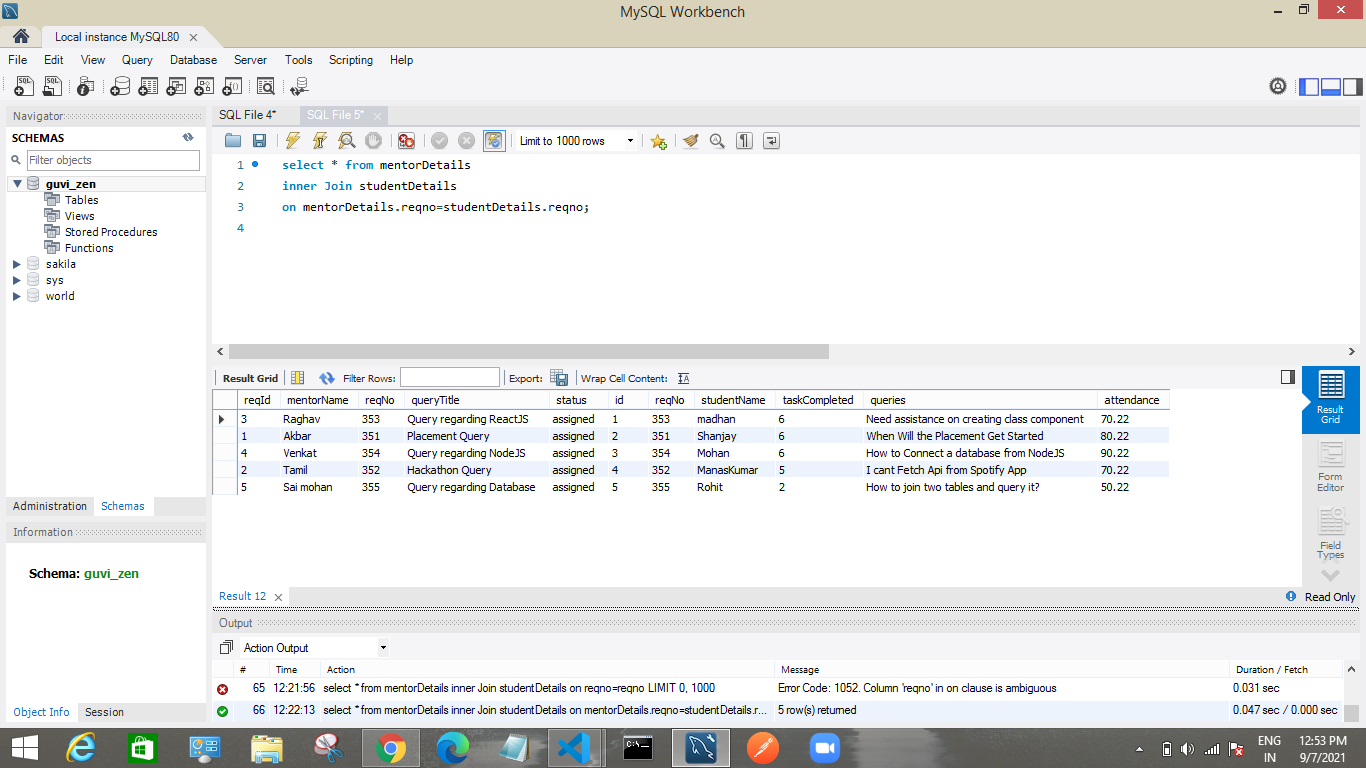 MySQL Workbench
Local instance MySQL80
File Edit View Query Database Server Tools Scripting Help
Navigator
SCHEMAS
Filter objects
guvi_zen
Tables
Views
Stored Procedures
Functions
sakila
sys
world
Administration Schemas
Information
Schema: guvi_zen
Object Info Session
SQL File 4* SQL File 5*
Limit to 1000 rows
1 select * from mentorDetails
2 inner Join studentDetails
3 on mentorDetails.reqno=studentDetails.reqno;
4
Result Grid Filter Rows: Export: Wrap Cell Content:
reqId mentorName reqNo queryTitle status id reqNo studentName taskCompleted queries attendance
3 Raghav 353 Query regarding ReactJS assigned 1 353 madhan 6 Need assistance on creating class component 70.22
1 Akbar 351 Placement Query assigned 2 351 Shanjay 6 When Will the Placement Get Started 80.22
4 Venkat 354 Query regarding NodeJS assigned 3 354 Mohan 6 How to Connect a database from NodeJS 90.22
2 Tamil 352 Hackathon Query assigned 4 352 ManasKumar 5 I cant Fetch Api from Spotify App 70.22
5 Sai mohan 355 Query regarding Database assigned 5 355 Rohit 2 How to join two tables and query it? 50.22
Result
Grid
Form
Editor
Field
Types
Result 12
Read Only
Output
Action Output
# Time Action Message Duration / Fetch
65 12:21:56 select * from mentorDetails inner Join studentDetails on reqno=reqno LIMIT 0, 1000 Error Code: 1052. Column 'reqno' in on clause is ambiguous 0.031 sec
66 12:22:13 select * from mentorDetails inner Join studentDetails on mentorDetails.reqno=studentDetails.r... 5 row(s) returned 0.047 sec / 0.000 sec
ENG
IN
12:53 PM
9/7/2021